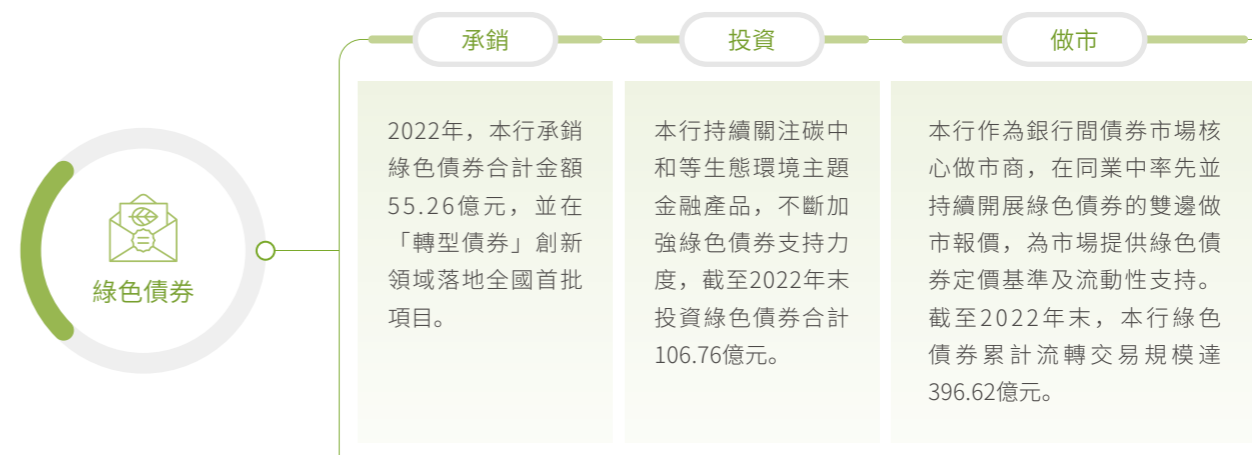 綠色債券
承銷
2022年，本行承銷
綠色債券合計金額
55.26億元，並在
「轉型債券」創新
領域落地全國首批
項目。
投資
本行持續關注碳中
和等生態環境主題
金融產品，不斷加
強綠色債券支持力
度，截至2022年末
投資綠色債券合計
106.76億元。
做市
本行作為銀行間債券市場核
心做市商，在同業中率先並
持續開展綠色債券的雙邊做
市報價，為市場提供綠色債
券定價基準及流動性支持。
截至2022年末，本行綠色
債券累計流轉交易規模達
396.62億元。